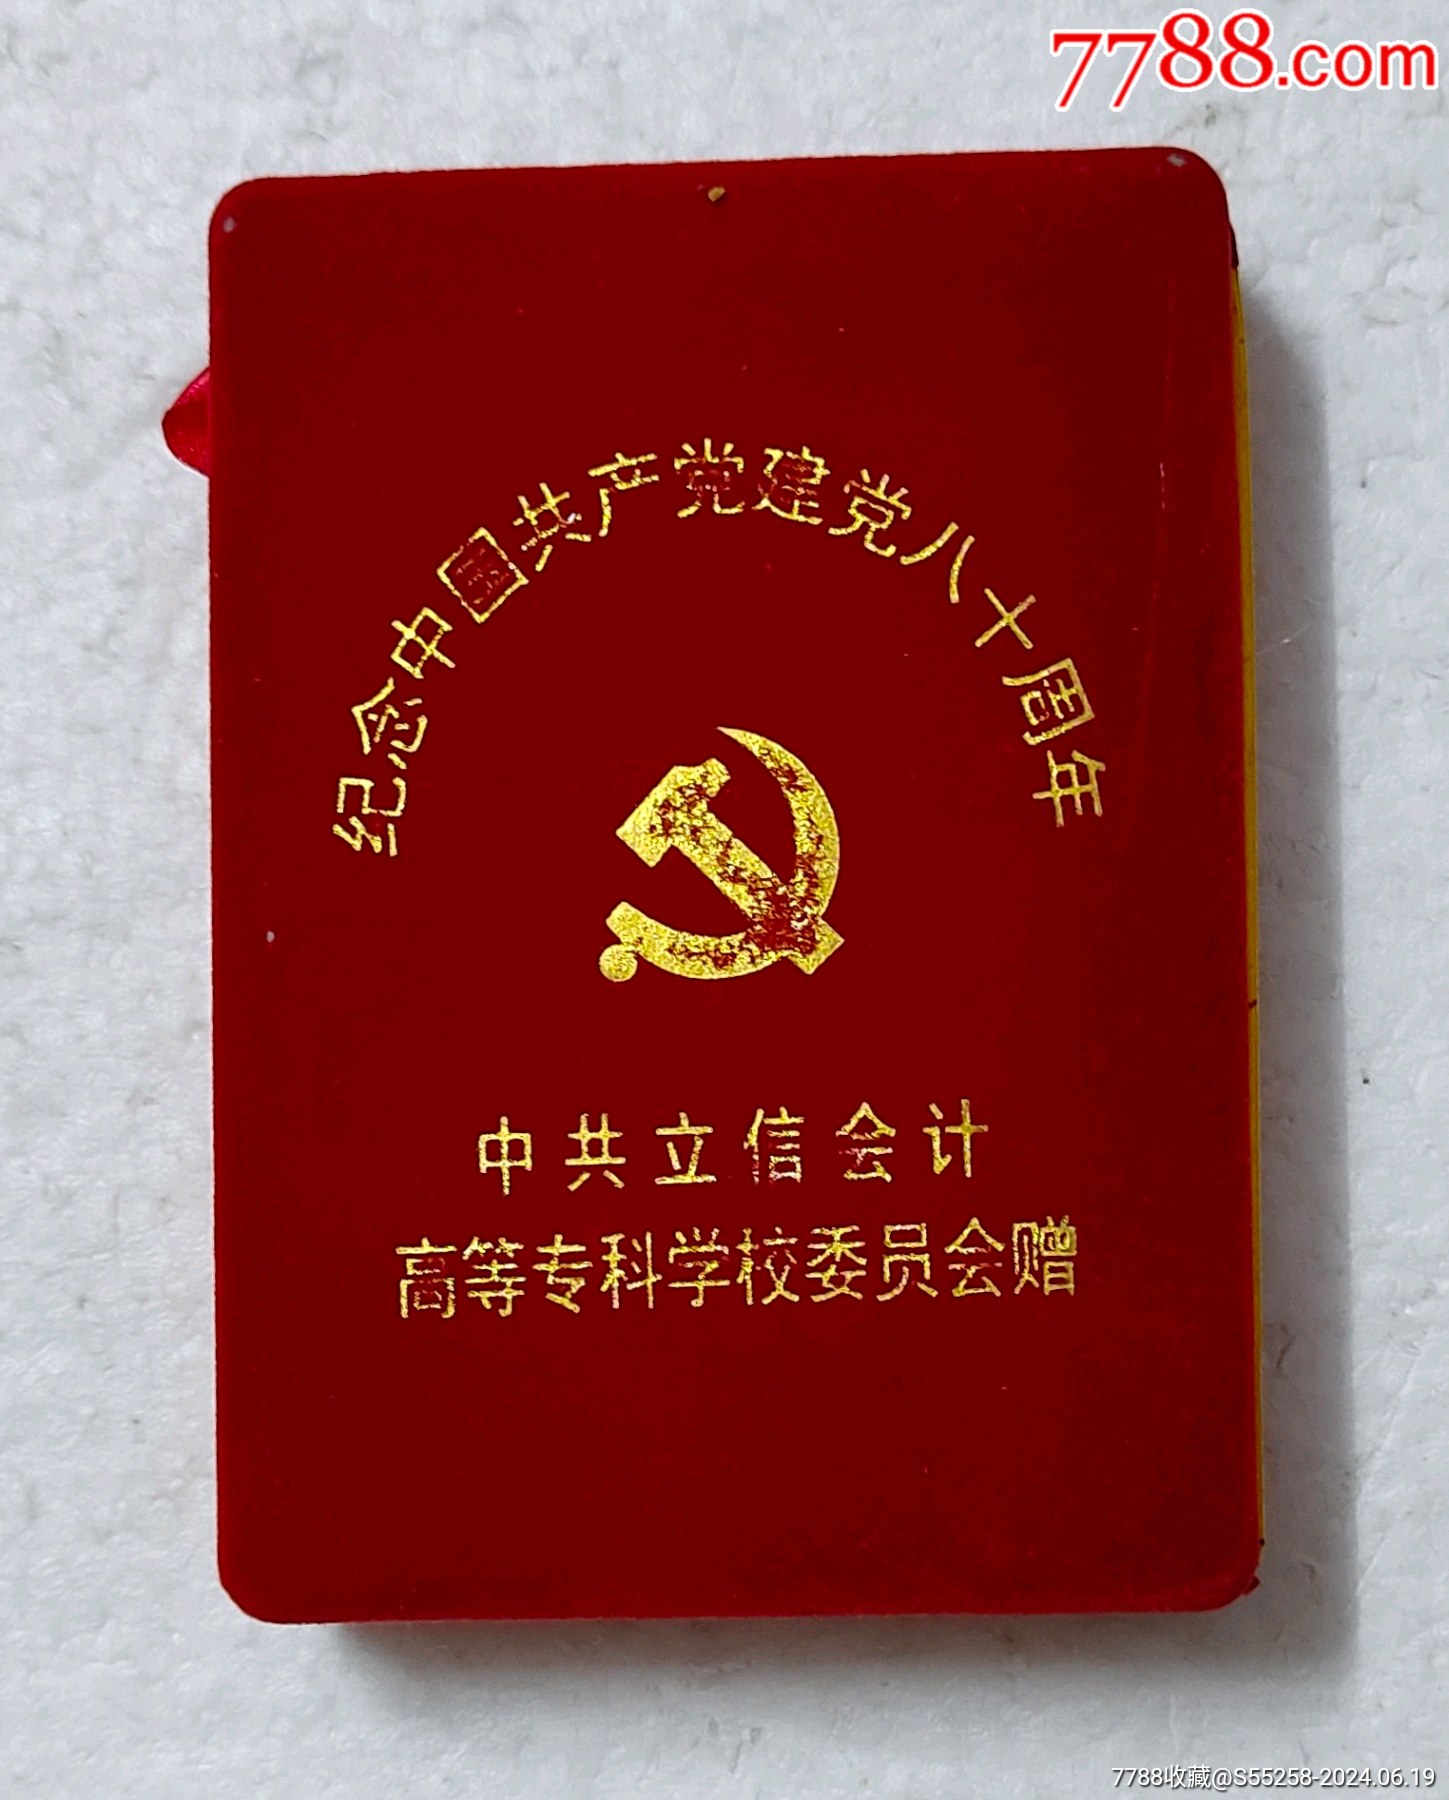 7788.com
纪念中国共产党建党八十周年
中共立信会计
高等专科学校委员会赠
7788收藏@S55258-2024.06.19